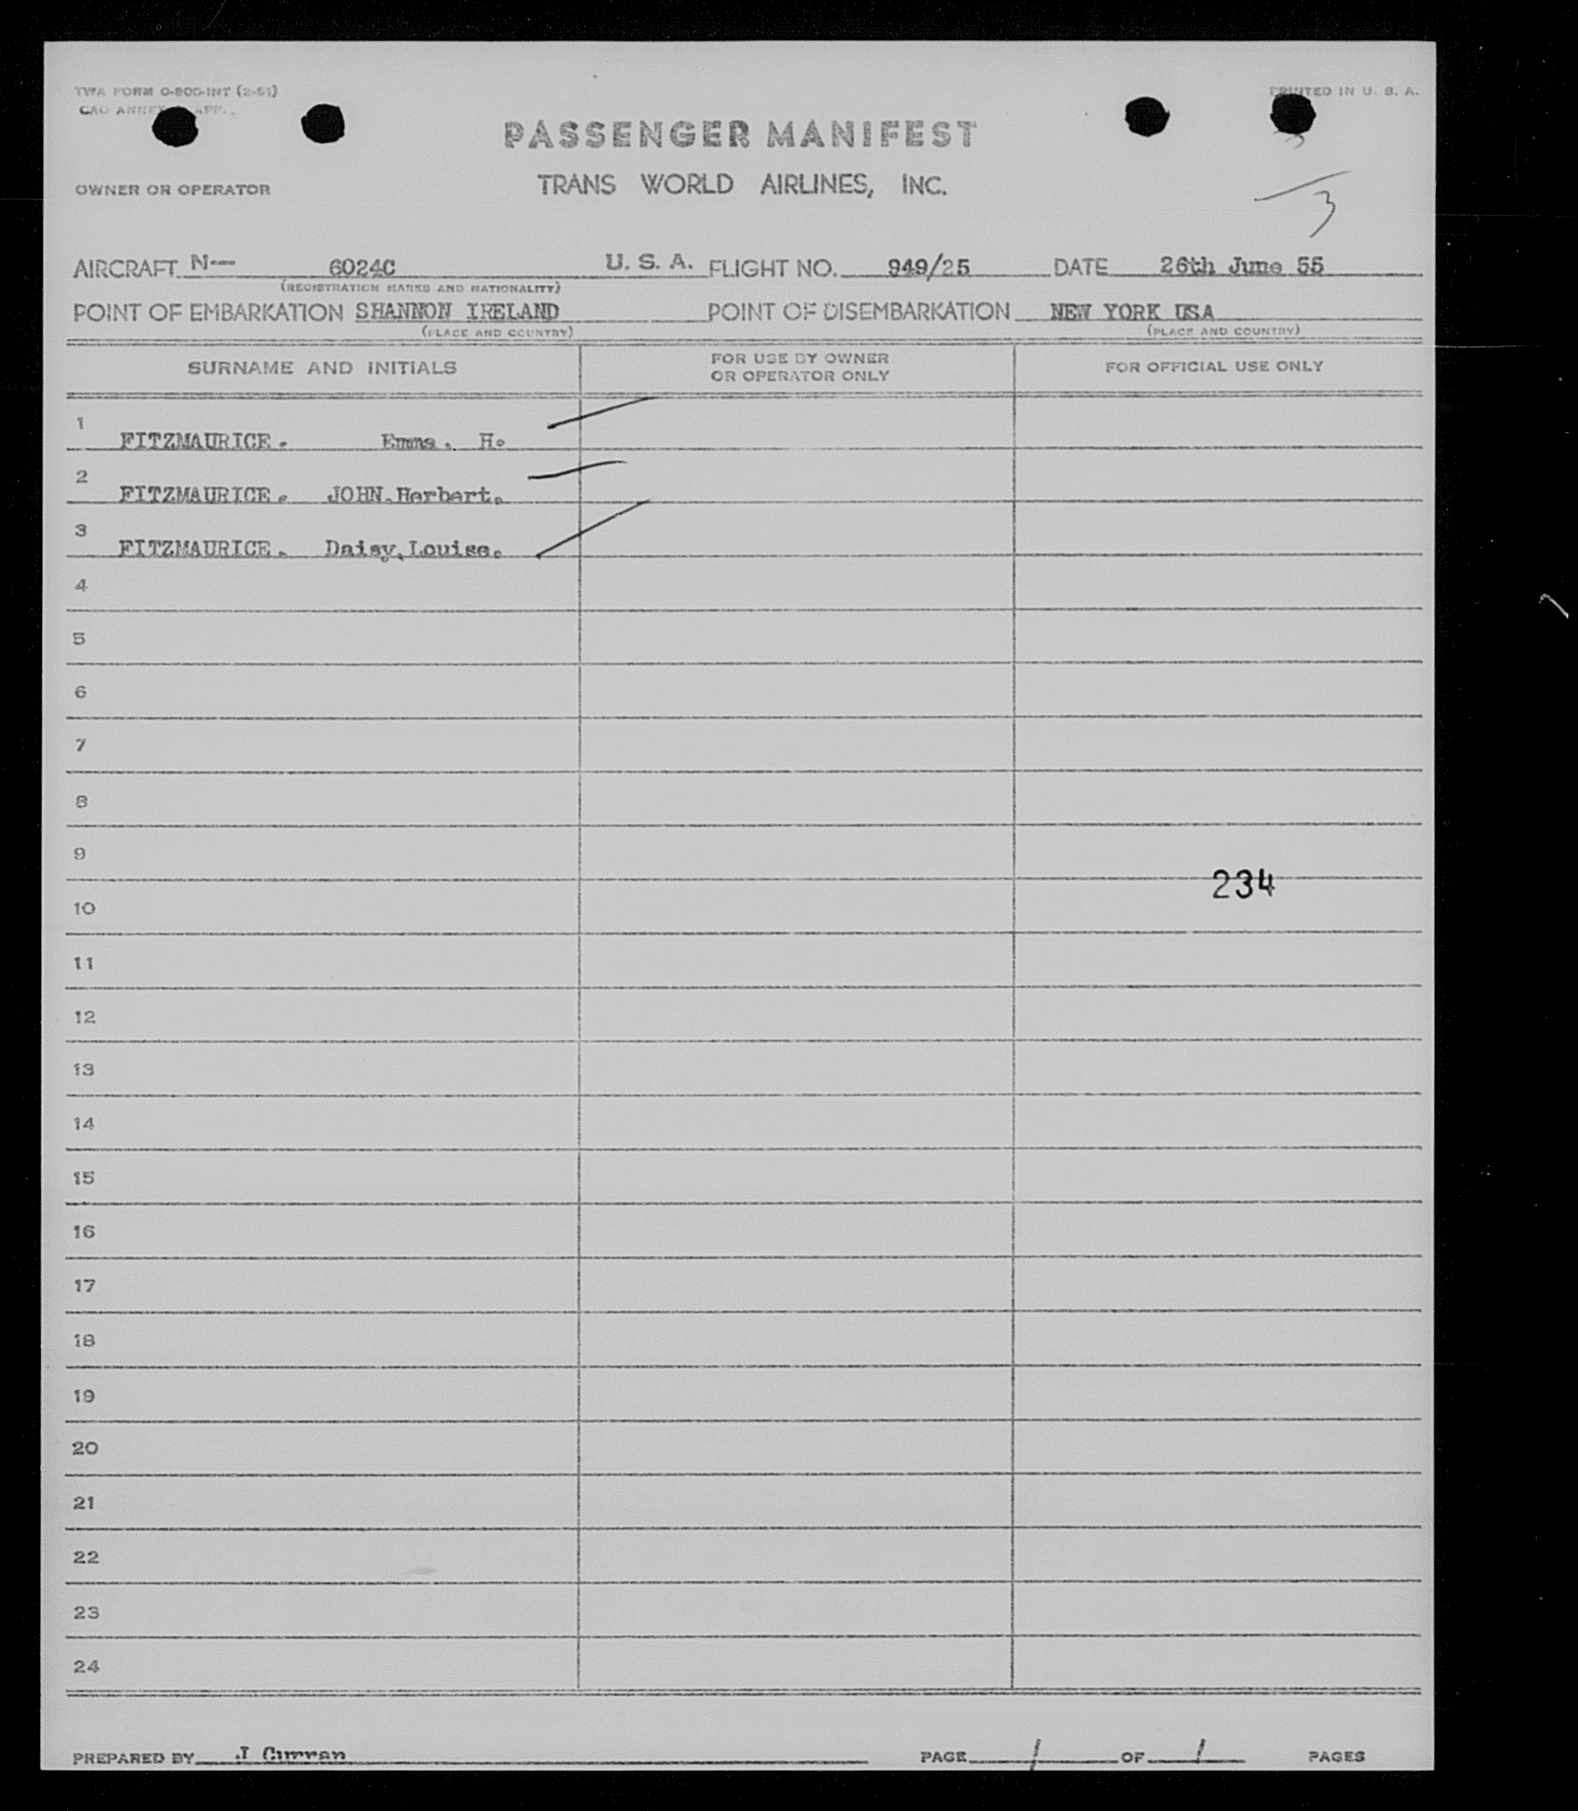 TWA FORM O-800-INT (2-51)
PRINTED IN U. S. A.
CAO ANNEX APP.
PASSENGER MANIFEST
3
OWNER OR OPERATOR
TRANS WORLD AIRLINES, INC.
3
AIRCRAFT N-- 6024C U. S. A. FLIGHT NO. 949/25 DATE 26th June 55
(REGISTRATION MARKS AND NATIONALITY)
POINT OF EMBARKATION SHANNON IRELAND POINT OF DISEMBARKATION NEW YORK USA
(PLACE AND COUNTRY) (PLACE AND COUNTRY)
SURNAME AND INITIALS
FOR USE BY OWNER
OR OPERATOR ONLY
FOR OFFICIAL USE ONLY
1 FITZMAURICE. Emma. H.
2 FITZMAURICE. JOHN.Herbert.
3 FITZMAURICE. Daisy,Louise.
4
5
6
7
8
9
234
10
11
12
13
14
15
16
17
18
19
20
21
22
23
24
PREPARED BY J Curran PAGE 1 OF 1 PAGES